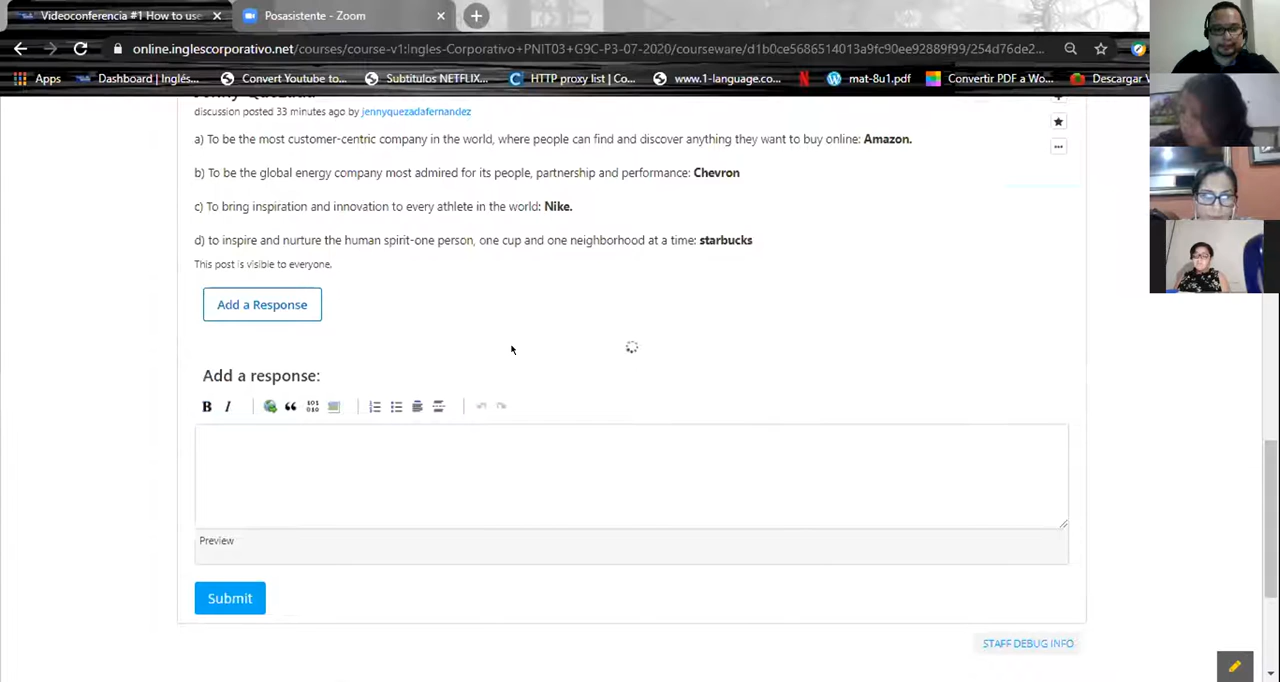 Videoconferencia #1 How to use
Posasistente - Zoom
online.inglescorporativo.net/courses/course-v1:Ingles-Corporativo+PNIT03+G9C-P3-07-2020/courseware/d1b0ce5686514013a9fc90ee92889f99/254d76de2...
Apps
Dashboard | Inglés...
Convert Youtube to...
Subtitulos NETFLIX...
HTTP proxy list | Co...
www.1-language.co...
mat-8u1.pdf
Convertir PDF a Wo...
Descargar V
discussion posted 33 minutes ago by jennyquezadafernandez
a) To be the most customer-centric company in the world, where people can find and discover anything they want to buy online: Amazon.
b) To be the global energy company most admired for its people, partnership and performance: Chevron
c) To bring inspiration and innovation to every athlete in the world: Nike.
d) to inspire and nurture the human spirit-one person, one cup and one neighborhood at a time: starbucks
This post is visible to everyone.
Add a Response
Add a response:
B I
Preview
Submit
STAFF DEBUG INFO